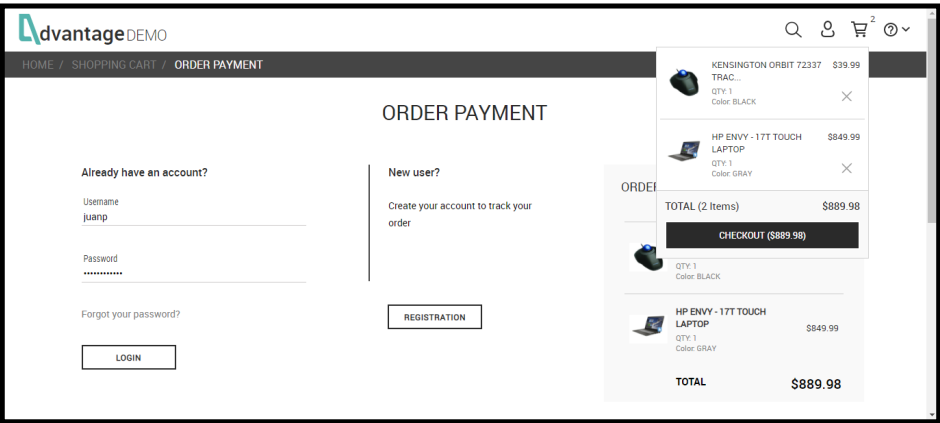 Advantage DEMO
2
HOME / SHOPPING CART / ORDER PAYMENT
KENSINGTON ORBIT 72337 $39.99
TRAC...
QTY: 1
Color: BLACK
HP ENVY - 17T TOUCH $849.99
LAPTOP
QTY: 1
Color: GRAY
TOTAL (2 Items) $889.98
CHECKOUT ($889.98)
ORDER PAYMENT
Already have an account?
Username
juanp
Password
••••••••••••
Forgot your password?
LOGIN
New user?
Create your account to track your
order
REGISTRATION
ORDER
QTY: 1
Color: BLACK
HP ENVY - 17T TOUCH
LAPTOP $849.99
QTY: 1
Color: GRAY
TOTAL $889.98